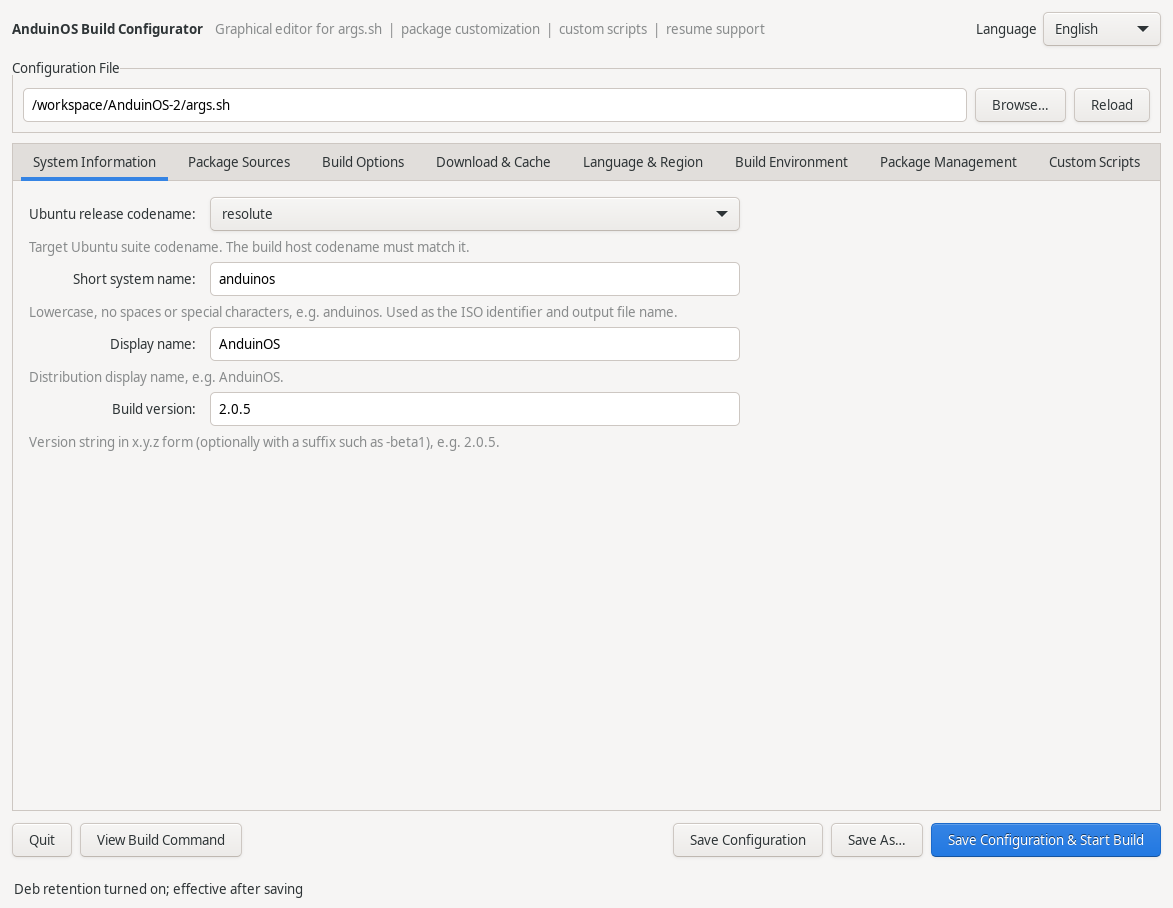 AnduinOS Build Configurator Graphical editor for args.sh | package customization | custom scripts | resume support Language English
Configuration File
/workspace/AnduinOS-2/args.sh Browse... Reload
System Information Package Sources Build Options Download & Cache Language & Region Build Environment Package Management Custom Scripts
Ubuntu release codename: resolute
Target Ubuntu suite codename. The build host codename must match it.
Short system name: anduinos
Lowercase, no spaces or special characters, e.g. anduinos. Used as the ISO identifier and output file name.
Display name: AnduinOS
Distribution display name, e.g. AnduinOS.
Build version: 2.0.5
Version string in x.y.z form (optionally with a suffix such as -beta1), e.g. 2.0.5.
Quit View Build Command Save Configuration Save As... Save Configuration & Start Build
Deb retention turned on; effective after saving